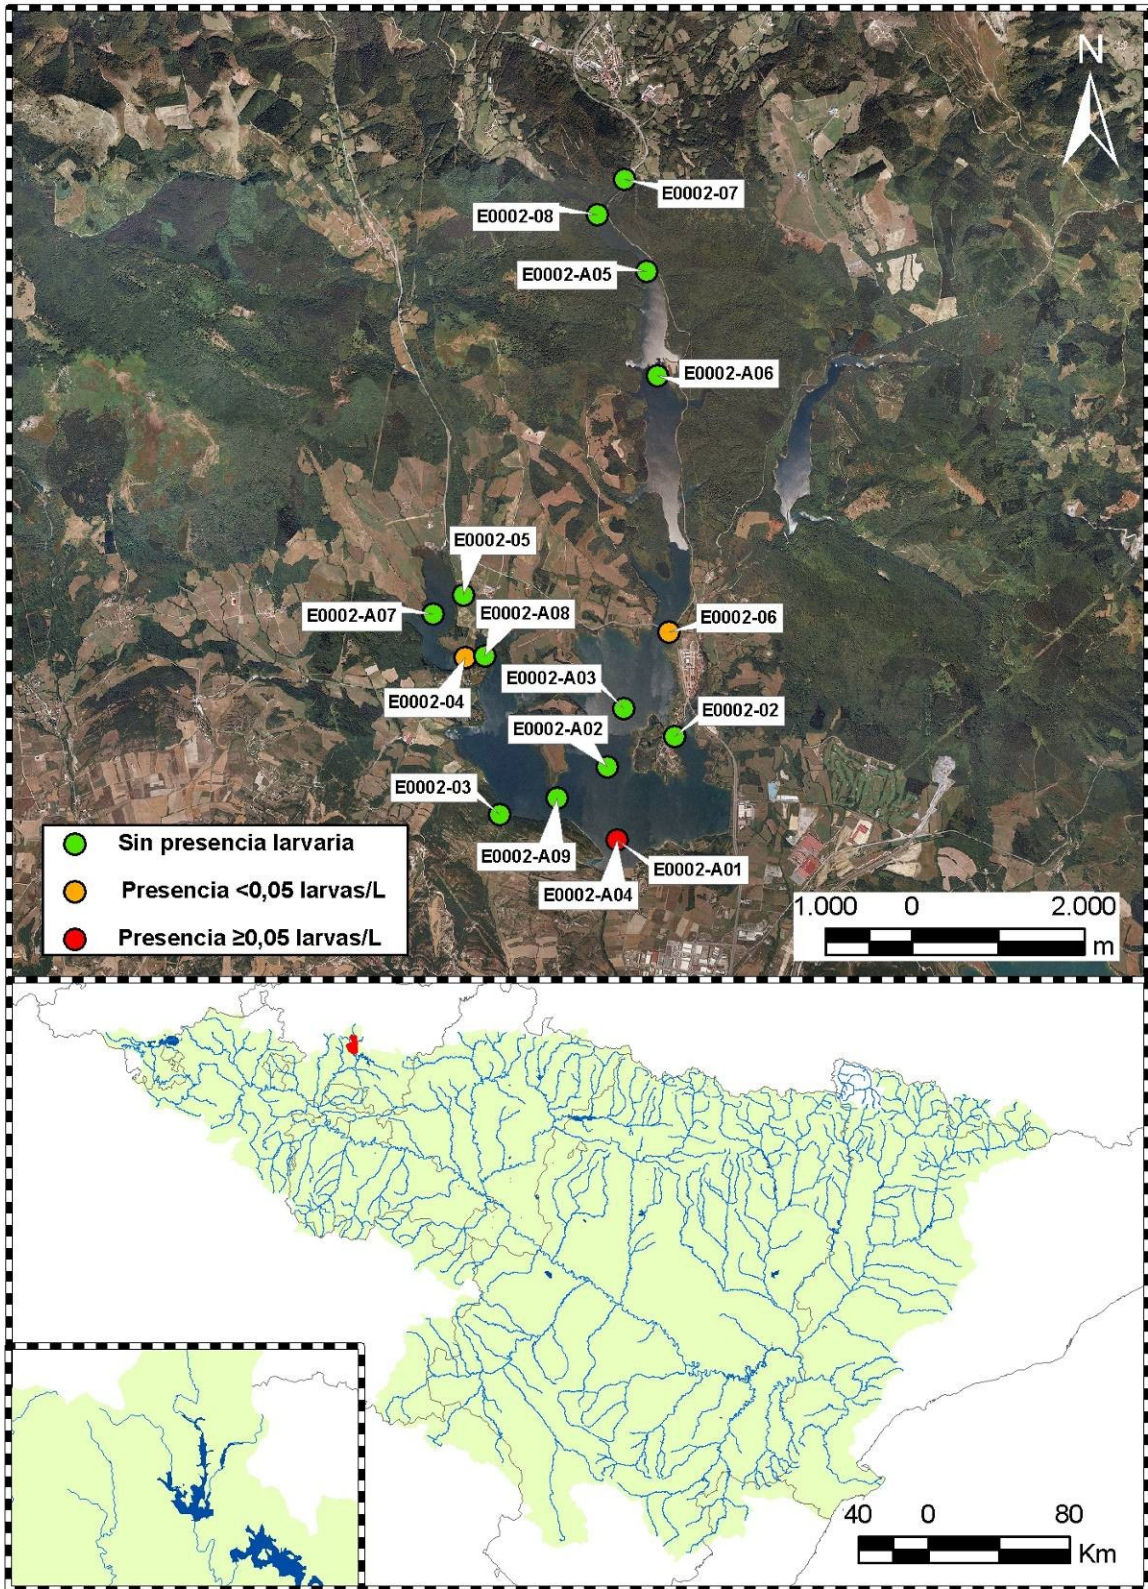 N
E0002-07
E0002-08
E0002-A05
E0002-A06
E0002-05
E0002-A07
E0002-A08
E0002-06
E0002-04
E0002-A03
E0002-02
E0002-A02
E0002-03
E0002-A09
E0002-A01
E0002-A04
Sin presencia larvaria
Presencia <0,05 larvas/L
Presencia ≥0,05 larvas/L
1.000 0 2.000
m
40 0 80
Km